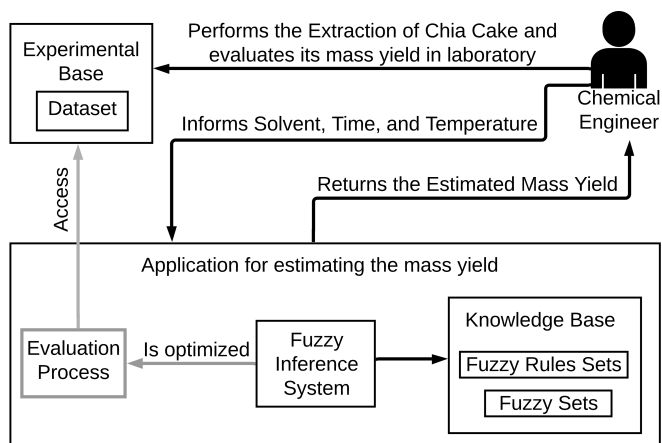 Performs the Extraction of Chia Cake and
evaluates its mass yield in laboratory
Experimental
Base
Dataset
Chemical
Engineer
Informs Solvent, Time, and Temperature
Returns the Estimated Mass Yield
Access
Application for estimating the mass yield
Evaluation
Process
Is optimized
Fuzzy
Inference
System
Knowledge Base
Fuzzy Rules Sets
Fuzzy Sets